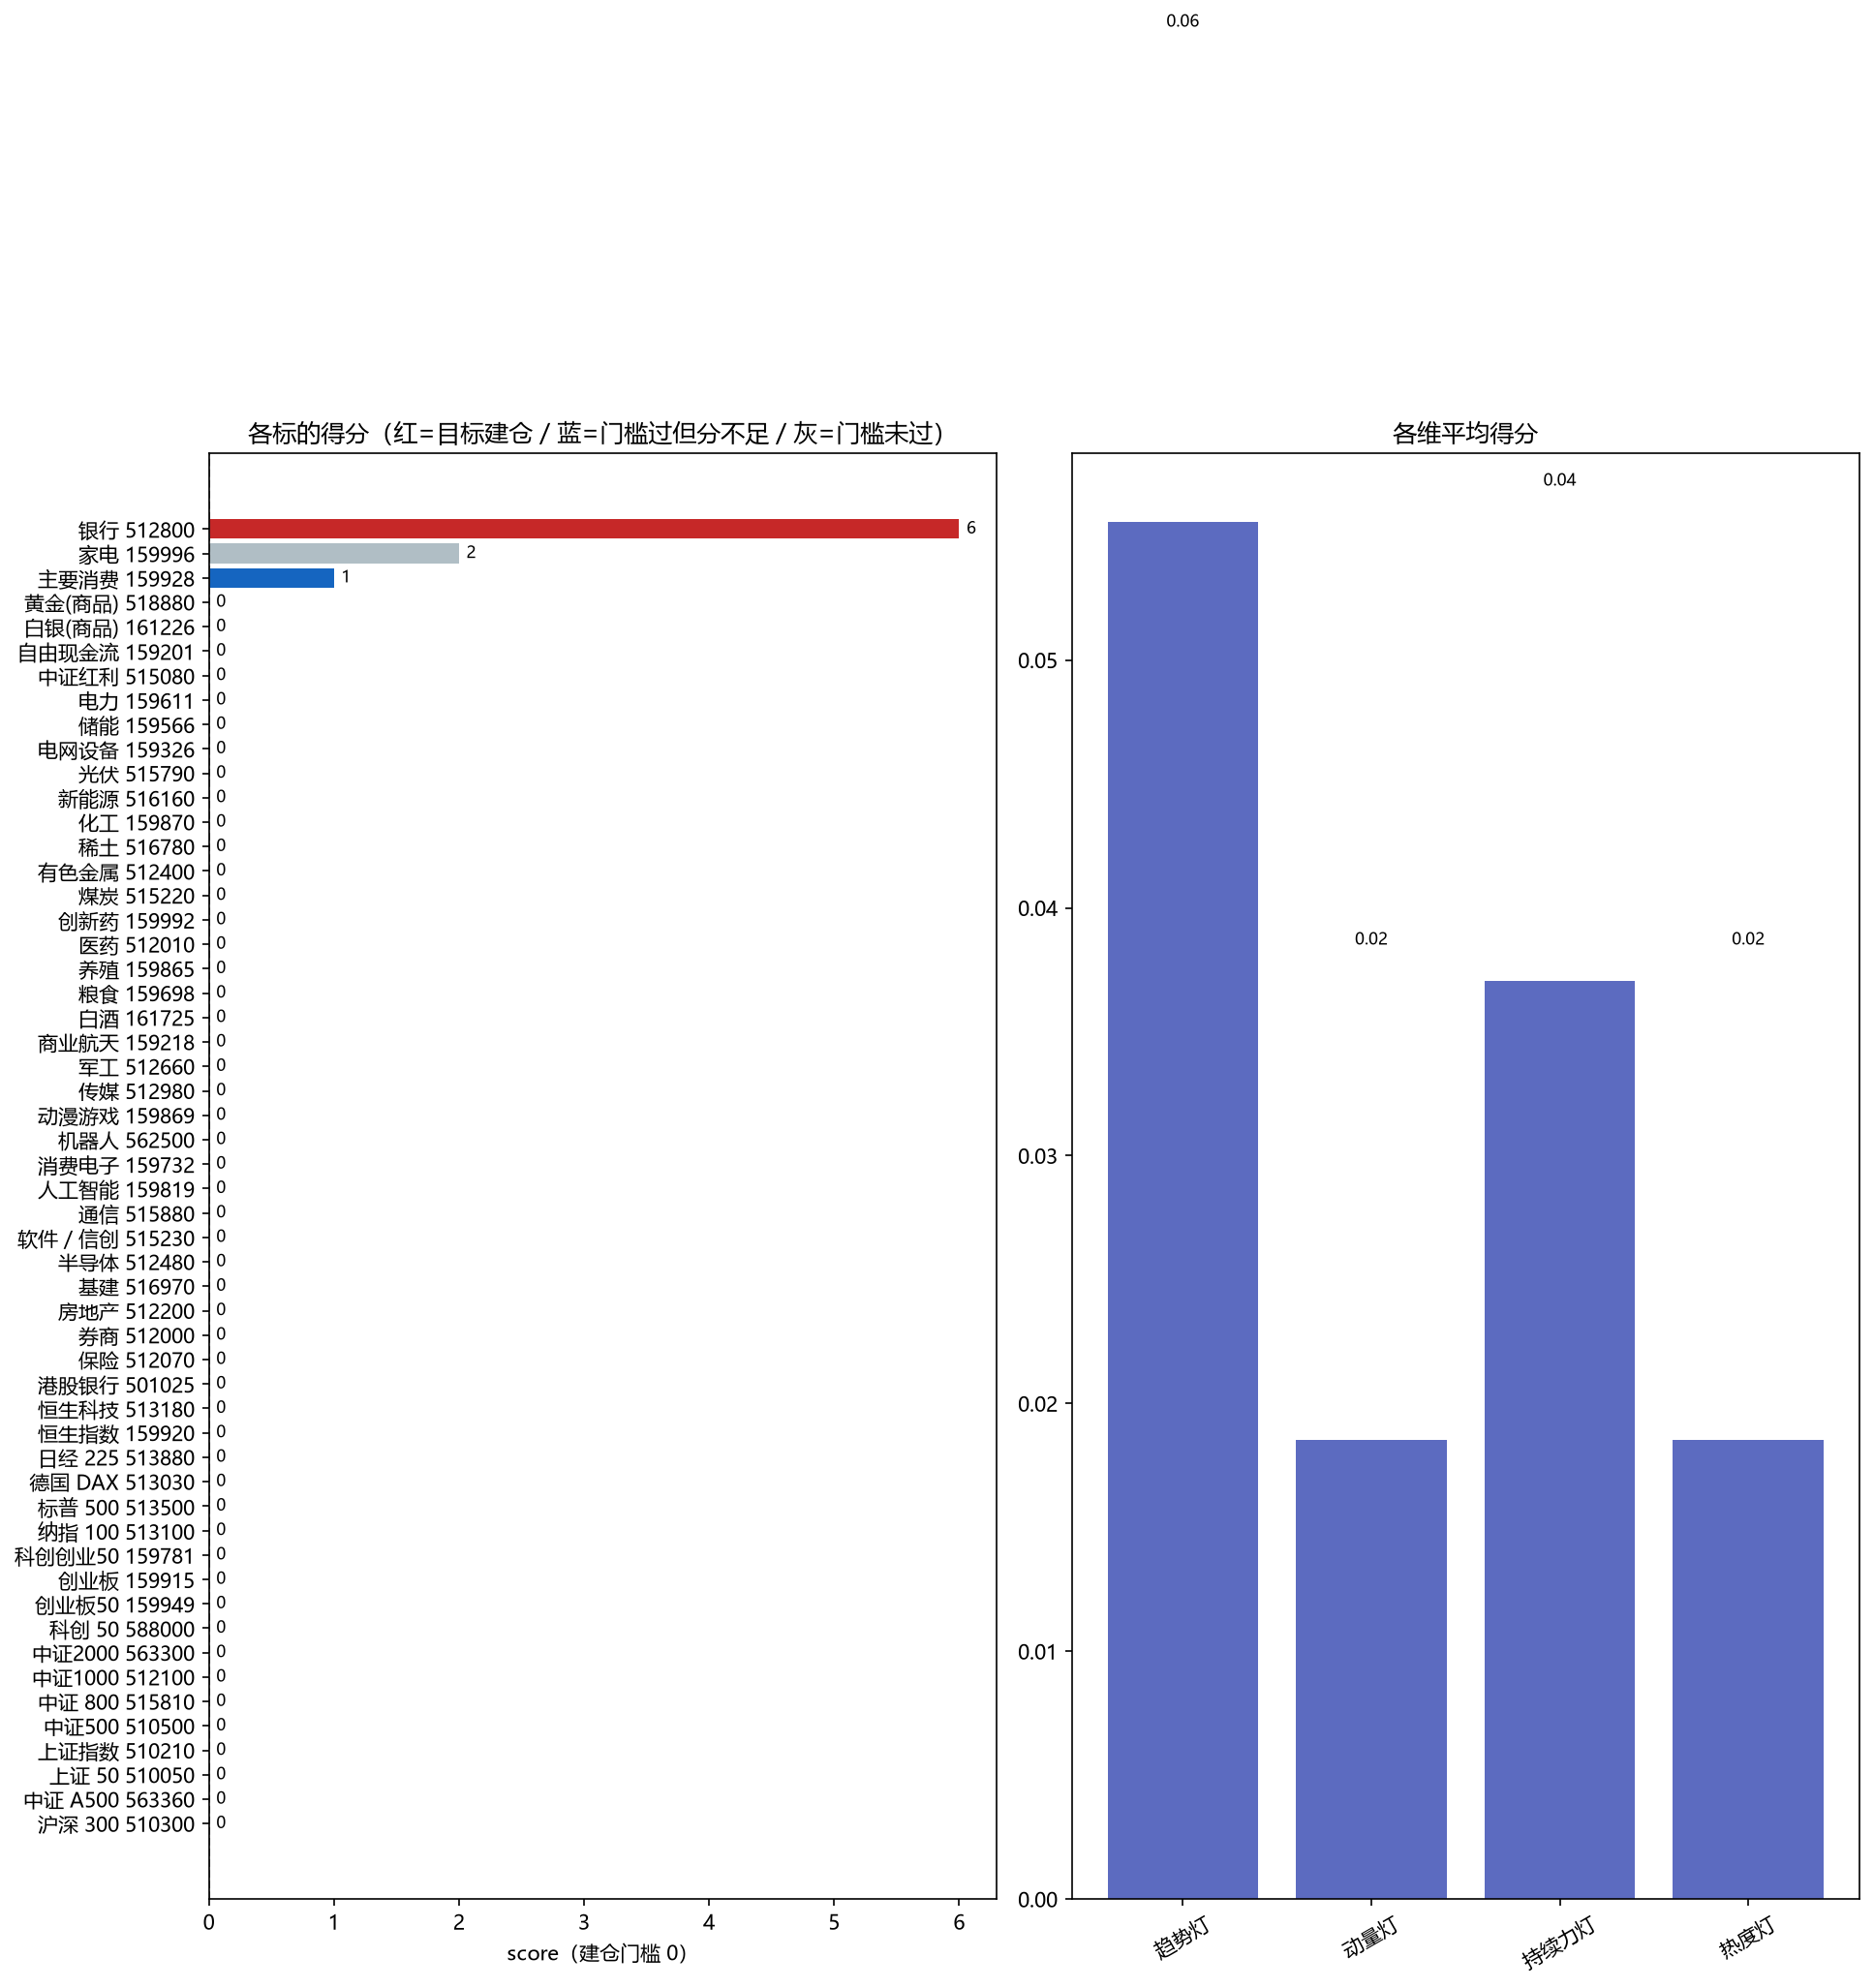 0.06
各标的得分（红=目标建仓 / 蓝=门槛过但分不足 / 灰=门槛未过）
银行 512800
6
家电 159996
2
主要消费 159928
1
黄金(商品) 518880
0
白银(商品) 161226
0
自由现金流 159201
0
中证红利 515080
0
电力 159611
0
储能 159566
0
电网设备 159326
0
光伏 515790
0
新能源 516160
0
化工 159870
0
稀土 516780
0
有色金属 512400
0
煤炭 515220
0
创新药 159992
0
医药 512010
0
养殖 159865
0
粮食 159698
0
白酒 161725
0
商业航天 159218
0
军工 512660
0
传媒 512980
0
动漫游戏 159869
0
机器人 562500
0
消费电子 159732
0
人工智能 159819
0
通信 515880
0
软件 / 信创 515230
0
半导体 512480
0
基建 516970
0
房地产 512200
0
券商 512000
0
保险 512070
0
港股银行 501025
0
恒生科技 513180
0
恒生指数 159920
0
日经 225 513880
0
德国 DAX 513030
0
标普 500 513500
0
纳指 100 513100
0
科创创业50 159781
0
创业板 159915
0
创业板50 159949
0
科创 50 588000
0
中证2000 563300
0
中证1000 512100
0
中证 800 515810
0
中证500 510500
0
上证指数 510210
0
上证 50 510050
0
中证 A500 563360
0
沪深 300 510300
0
0 1 2 3 4 5 6
score（建仓门槛 0）
各维平均得分
0.04
0.02
0.02
0.05
0.04
0.03
0.02
0.01
0.00
趋势灯
动量灯
持续力灯
热度灯